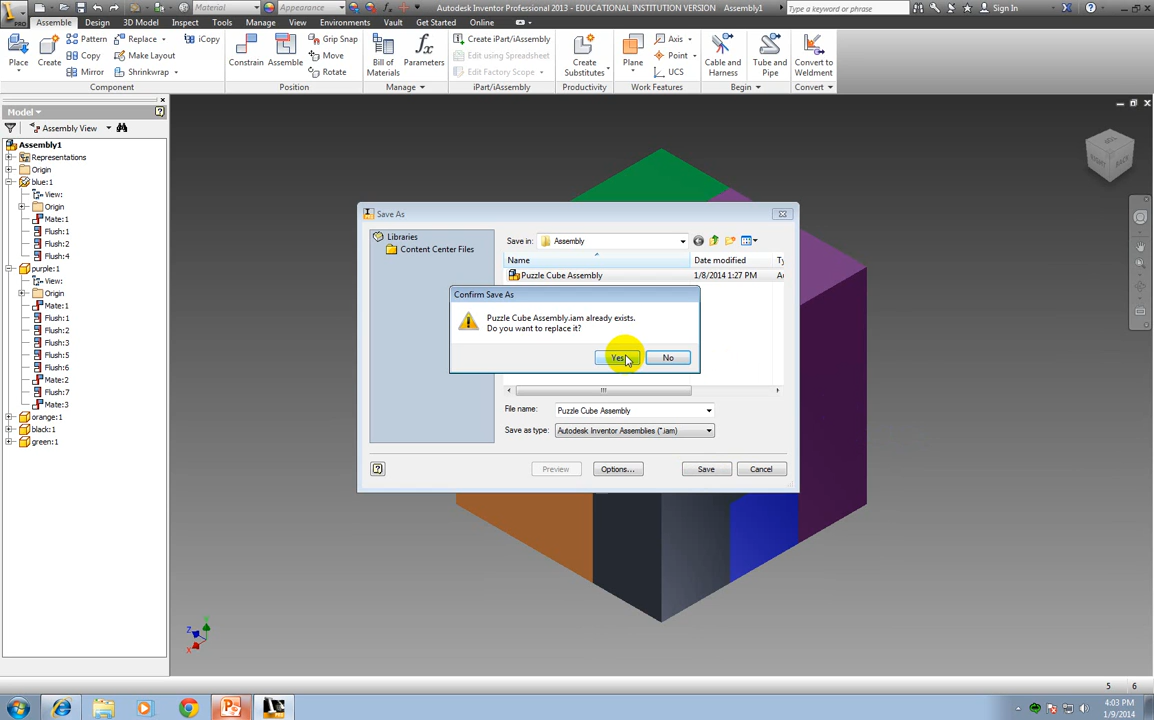 Material
Appearance
Autodesk Inventor Professional 2013 - EDUCATIONAL INSTITUTION VERSION Assembly1
Type a keyword or phrase
Sign In
Assemble Design 3D Model Inspect Tools Manage View Environments Vault Get Started Online
Place
Create
Pattern
Copy
Mirror
Replace
Make Layout
Shrinkwrap
iCopy
Component
Constrain
Assemble
Grip Snap
Move
Rotate
Position
Bill of
Materials
Parameters
Manage
Create iPart/iAssembly
Edit using Spreadsheet
Edit Factory Scope
iPart/iAssembly
Create
Substitutes
Productivity
Plane
Axis
Point
UCS
Work Features
Cable and
Harness
Tube and
Pipe
Begin
Convert to
Weldment
Convert
Model
Assembly View
Assembly1
Representations
Origin
blue:1
View:
Origin
Mate:1
Flush:1
Flush:2
Flush:4
purple:1
View:
Origin
Mate:1
Flush:1
Flush:2
Flush:3
Flush:5
Flush:6
Mate:2
Flush:7
Mate:3
orange:1
black:1
green:1
RIGHT
BACK
Save As
Libraries
Content Center Files
Save in: Assembly
Name Date modified Ty
Puzzle Cube Assembly 1/8/2014 1:27 PM Au
Confirm Save As
Puzzle Cube Assembly.iam already exists.
Do you want to replace it?
Yes No
File name: Puzzle Cube Assembly
Save as type: Autodesk Inventor Assemblies (*.iam)
Preview Options... Save Cancel
Z Y X
5 6
4:03 PM
1/9/2014